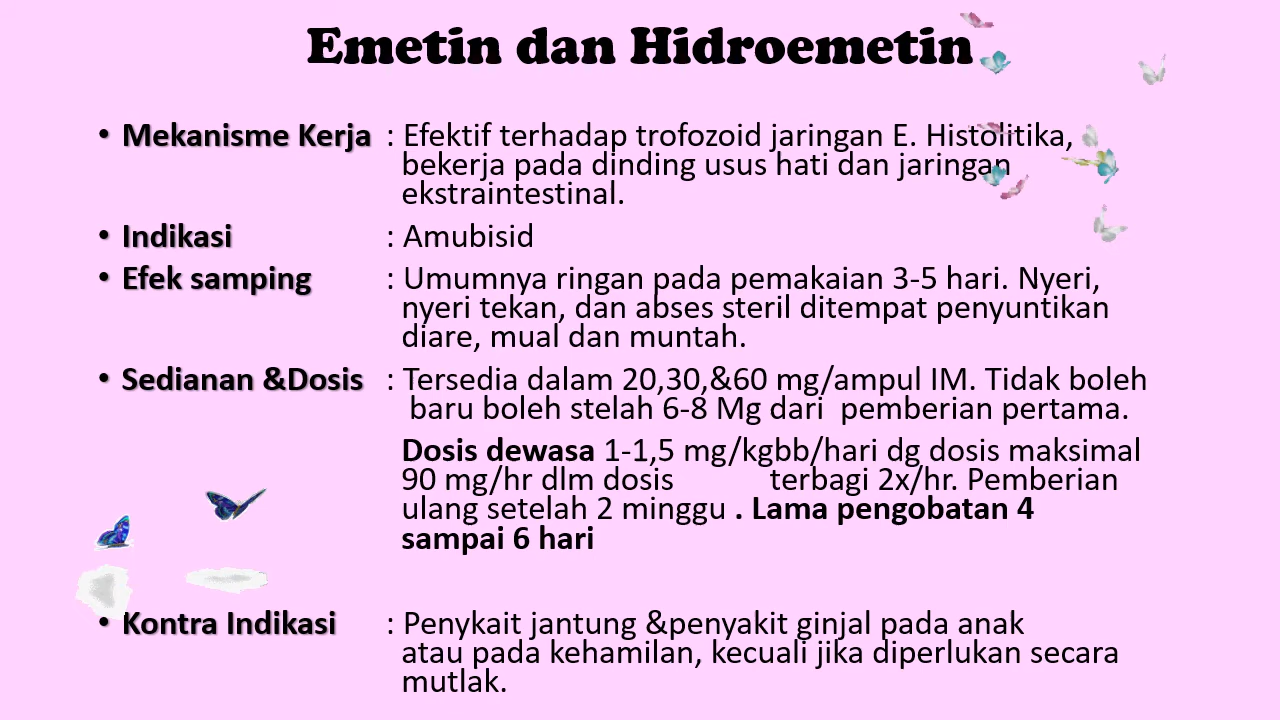 Emetin dan Hidroemetin
• Mekanisme Kerja : Efektif terhadap trofozoid jaringan E. Histolitika,
bekerja pada dinding usus hati dan jaringan
ekstraintestinal.
• Indikasi : Amubisid
• Efek samping : Umumnya ringan pada pemakaian 3-5 hari. Nyeri,
nyeri tekan, dan abses steril ditempat penyuntikan
diare, mual dan muntah.
• Sedianan &Dosis : Tersedia dalam 20,30,&60 mg/ampul IM. Tidak boleh
baru boleh stelah 6-8 Mg dari pemberian pertama.
Dosis dewasa 1-1,5 mg/kgbb/hari dg dosis maksimal
90 mg/hr dlm dosis terbagi 2x/hr. Pemberian
ulang setelah 2 minggu . Lama pengobatan 4
sampai 6 hari
• Kontra Indikasi : Penykait jantung &penyakit ginjal pada anak
atau pada kehamilan, kecuali jika diperlukan secara
mutlak.